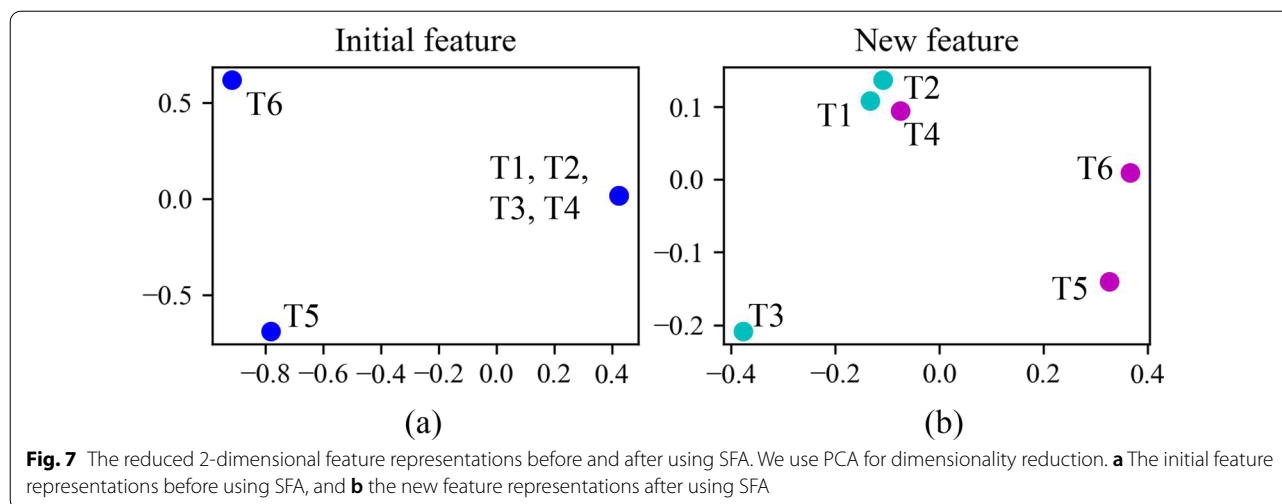 Initial feature
0.5
0.0
−0.5
T6
T1, T2,
T3, T4
T5
−0.8 −0.6 −0.4 −0.2 0.0 0.2 0.4
(a)
New feature
0.1
0.0
−0.1
−0.2
T2
T1
T4
T6
T5
T3
−0.4 −0.2 0.0 0.2 0.4
(b)
Fig. 7 The reduced 2-dimensional feature representations before and after using SFA. We use PCA for dimensionality reduction. a The initial feature
representations before using SFA, and b the new feature representations after using SFA